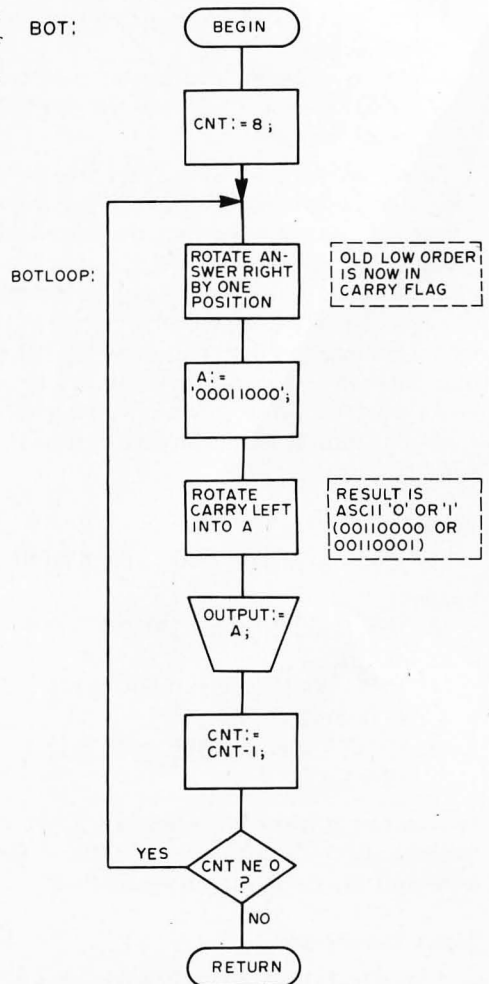 BOT:
BEGIN
CNT:=8;
BOTLOOP:
ROTATE AN-
SWER RIGHT
BY ONE
POSITION
OLD LOW ORDER
IS NOW IN
CARRY FLAG
A:=
'00011000';
ROTATE
CARRY LEFT
INTO A
RESULT IS
ASCII '0' OR '1'
(00110000 OR
00110001)
OUTPUT:=
A;
CNT:=
CNT-1;
YES
CNT NE 0
?
NO
RETURN